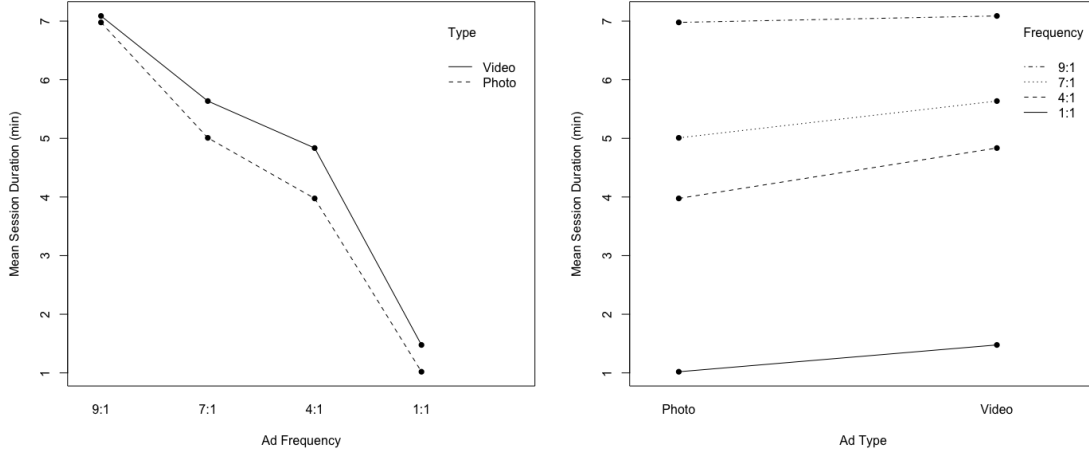 Mean Session Duration (min)
7
6
5
4
3
2
1
Type
Video
Photo
9:1
7:1
4:1
1:1
Ad Frequency
Mean Session Duration (min)
7
6
5
4
3
2
1
Frequency
9:1
7:1
4:1
1:1
Photo
Video
Ad Type